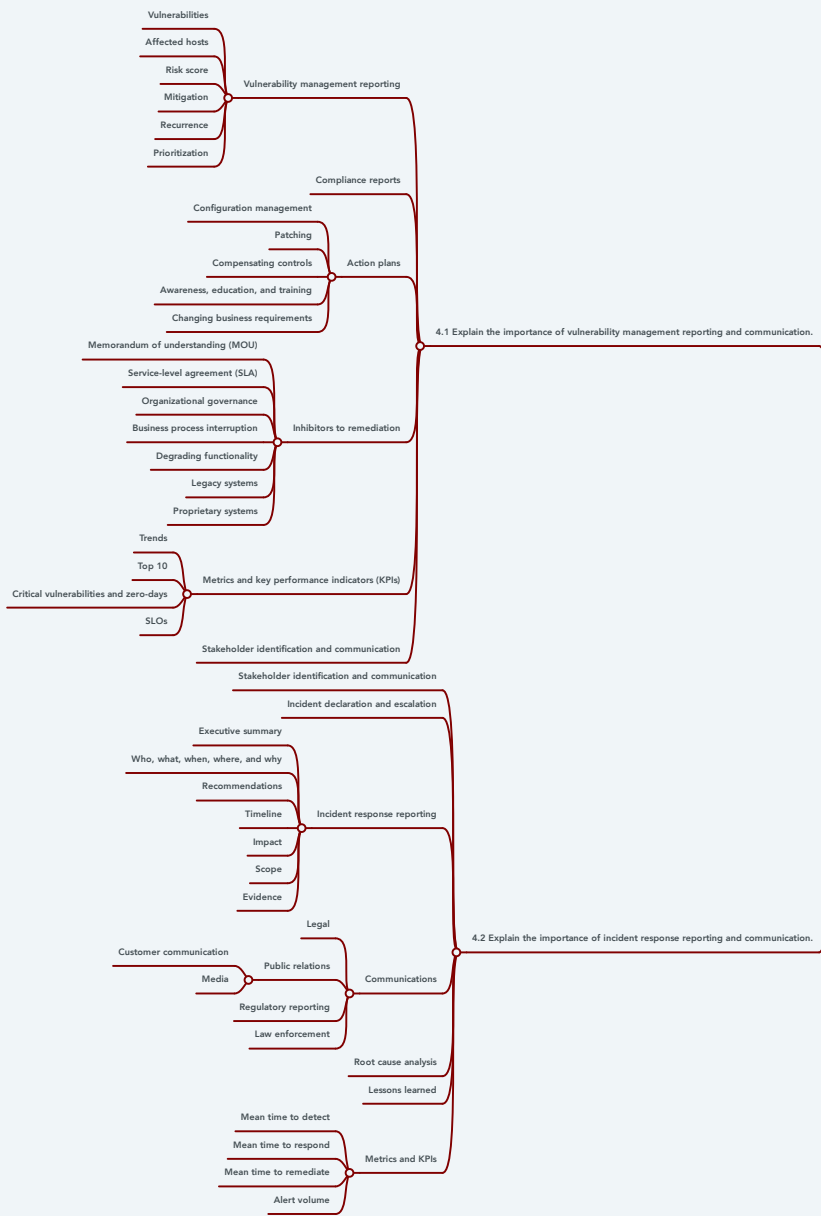 Vulnerabilities
Affected hosts
Risk score
Mitigation
Recurrence
Prioritization
Vulnerability management reporting
Compliance reports
Configuration management
Patching
Compensating controls
Awareness, education, and training
Changing business requirements
Action plans
Memorandum of understanding (MOU)
Service-level agreement (SLA)
Organizational governance
Business process interruption
Degrading functionality
Legacy systems
Proprietary systems
Inhibitors to remediation
Trends
Top 10
Critical vulnerabilities and zero-days
SLOs
Metrics and key performance indicators (KPIs)
Stakeholder identification and communication
4.1 Explain the importance of vulnerability management reporting and communication.
Stakeholder identification and communication
Incident declaration and escalation
Executive summary
Who, what, when, where, and why
Recommendations
Timeline
Impact
Scope
Evidence
Incident response reporting
Legal
Customer communication
Media
Public relations
Regulatory reporting
Law enforcement
Communications
Root cause analysis
Lessons learned
Mean time to detect
Mean time to respond
Mean time to remediate
Alert volume
Metrics and KPIs
4.2 Explain the importance of incident response reporting and communication.